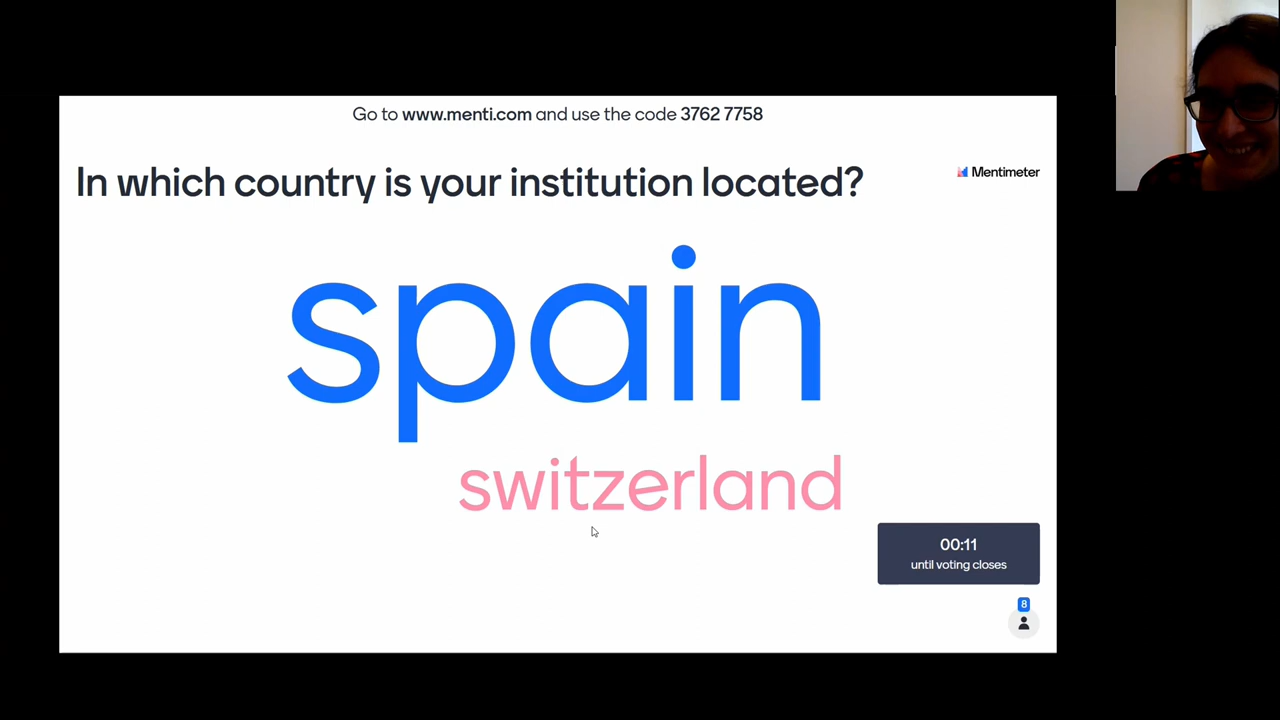 Go to www.menti.com and use the code 3762 7758
In which country is your institution located?
Mentimeter
spain
switzerland
00:11
until voting closes
8